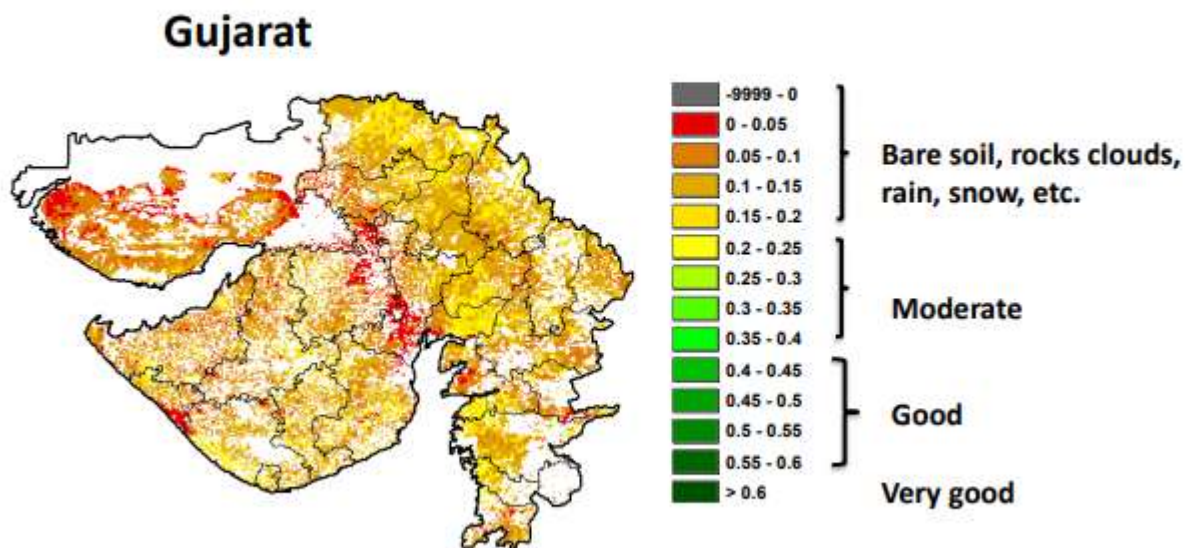 Gujarat
-9999 - 0
0 - 0.05
0.05 - 0.1
0.1 - 0.15
0.15 - 0.2
0.2 - 0.25
0.25 - 0.3
0.3 - 0.35
0.35 - 0.4
0.4 - 0.45
0.45 - 0.5
0.5 - 0.55
0.55 - 0.6
> 0.6
Bare soil, rocks clouds,
rain, snow, etc.
Moderate
Good
Very good